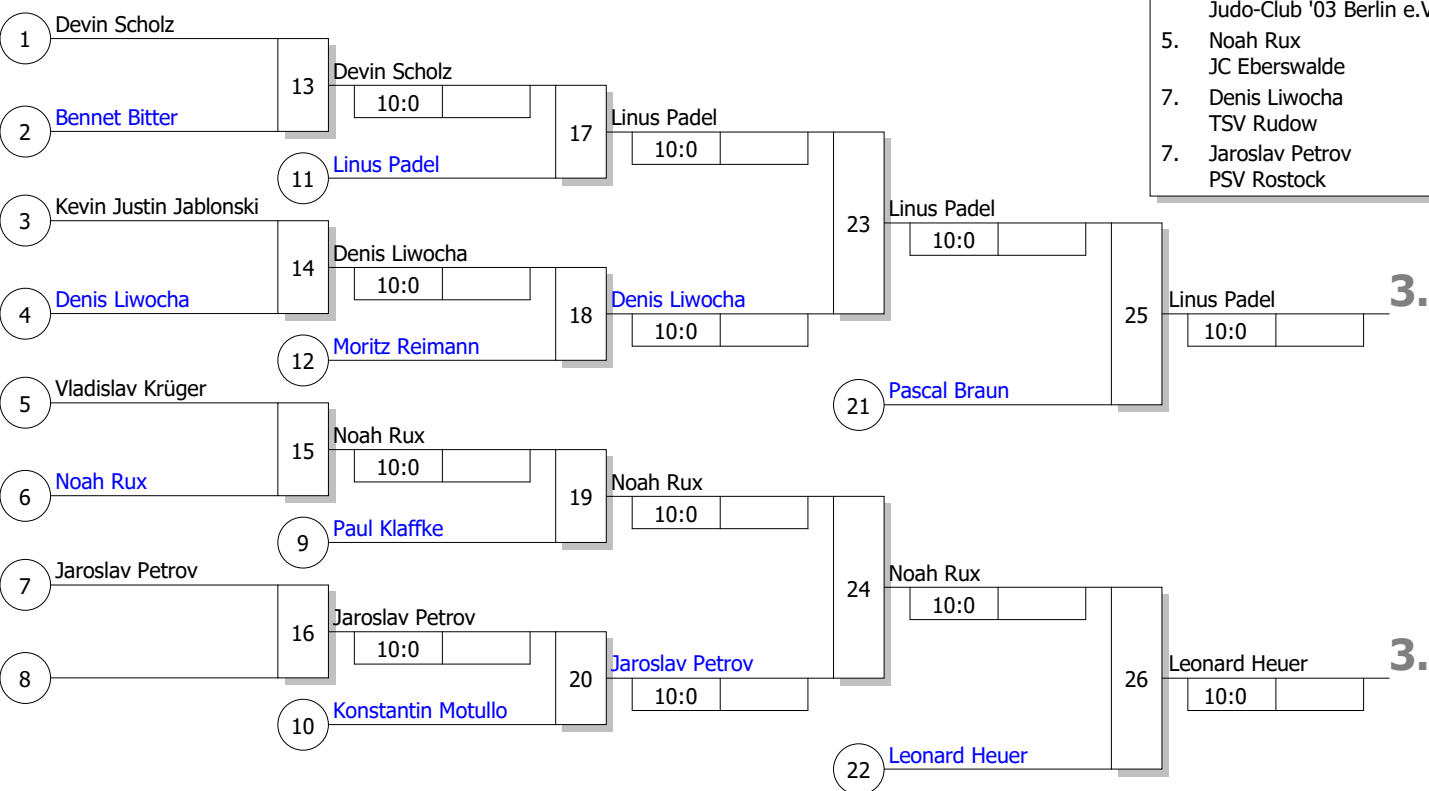 Judo-Club '03 Berlin e.V
5. Noah Rux
JC Eberswalde
7. Denis Liwocha
TSV Rudow
7. Jaroslav Petrov
PSV Rostock
1 Devin Scholz
13 Devin Scholz
10:0
2 Bennet Bitter
17 Linus Padel
10:0
11 Linus Padel
3 Kevin Justin Jablonski
23 Linus Padel
10:0
14 Denis Liwocha
10:0
4 Denis Liwocha
18 Denis Liwocha
10:0
12 Moritz Reimann
25 Linus Padel
10:0
3.
5 Vladislav Krüger
21 Pascal Braun
15 Noah Rux
10:0
6 Noah Rux
19 Noah Rux
10:0
9 Paul Klaffke
7 Jaroslav Petrov
24 Noah Rux
10:0
16 Jaroslav Petrov
10:0
8
20 Jaroslav Petrov
10:0
10 Konstantin Motullo
26 Leonard Heuer
10:0
3.
22 Leonard Heuer